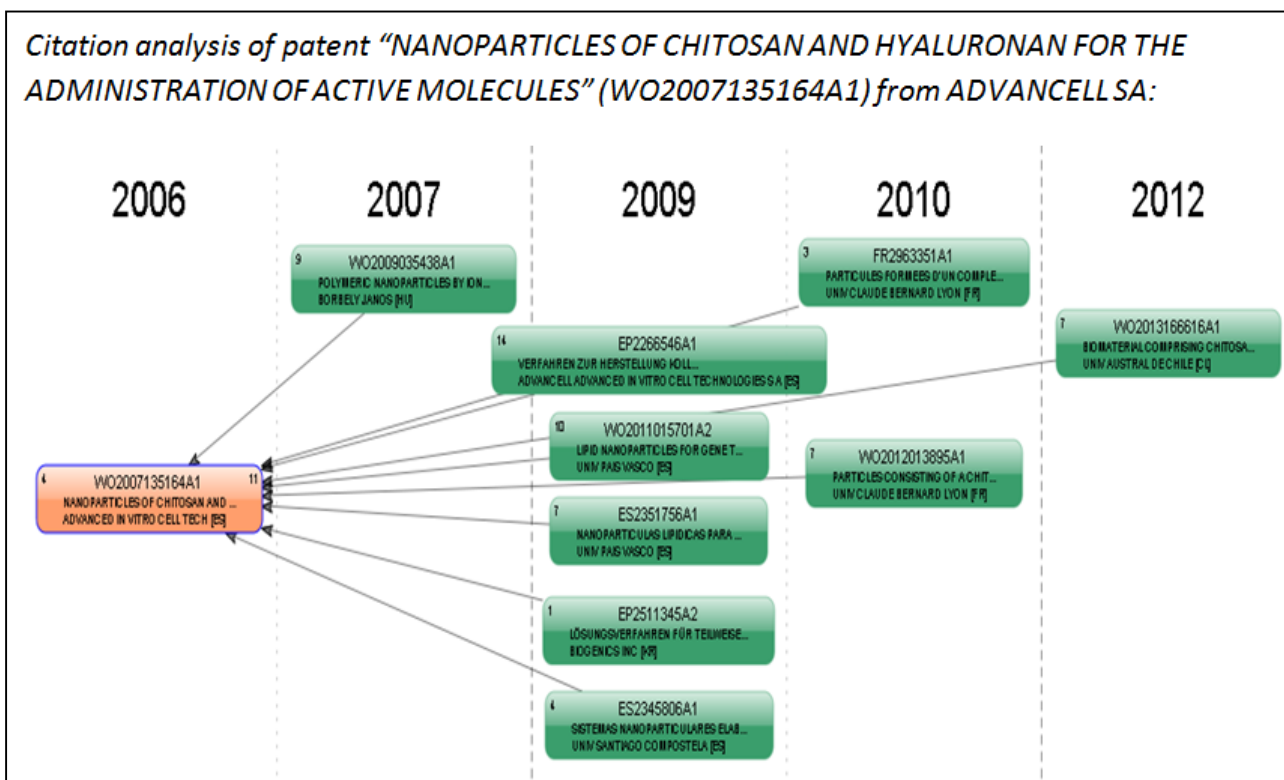 Citation analysis of patent “NANOPARTICLES OF CHITOSAN AND HYALURONAN FOR THE
ADMINISTRATION OF ACTIVE MOLECULES” (WO2007135164A1) from ADVANCELL SA:
2006
2007
2009
2010
2012
9
WO2009035438A1
POLYMERIC NANOPARTICLES BY ION...
BORBELY JANOS [HU]
3
FR2963351A1
PARTICULES FORMEES D'UN COMPLE...
UNIV CLAUDE BERNARD LYON [FR]
7
WO2013166616A1
BIOMATERIAL COMPRISING CHITOSA...
UNIV AUSTRAL DE CHILE [CL]
14
EP2266546A1
VERFAHREN ZUR HERSTELLUNG KOLL...
ADVANCELL ADVANCED IN VITRO CELL TECHNOLOGIES S A [ES]
10
WO2011015701A2
LIPID NANOPARTICLES FOR GENE T...
UNIV PAIS VASCO [ES]
7
WO2012013895A1
PARTICLES CONSISTING OF A CHIT...
UNIV CLAUDE BERNARD LYON [FR]
4
WO2007135164A1
11
NANOPARTICLES OF CHITOSAN AND ...
ADVANCED IN VITRO CELL TECH [ES]
7
ES2351756A1
NANOPARTICULAS LIPIDICAS PARA ...
UNIV PAIS VASCO [ES]
1
EP2511345A2
LÖSUNGSVERFAHREN FÜR TEILWEISE...
BIOGENICS INC [KR]
4
ES2345806A1
SISTEMAS NANOPARTICULARES ELAB...
UNIV SANTIAGO COMPOSTELA [ES]